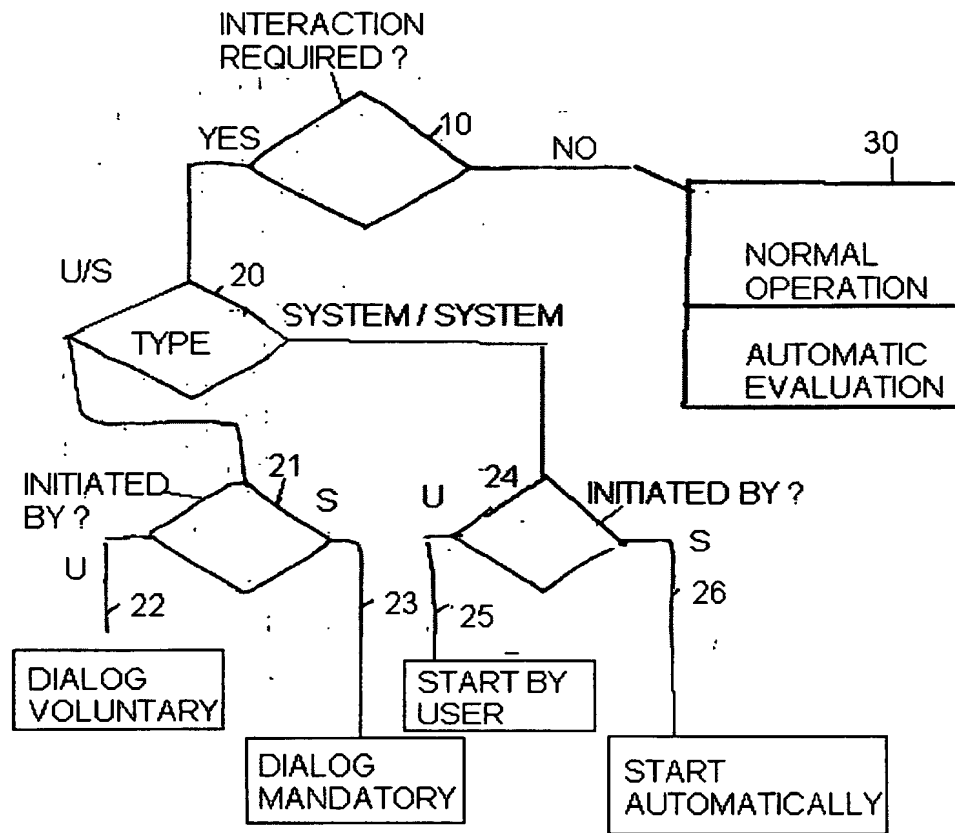 INTERACTION
REQUIRED ?
10
YES
NO
30
NORMAL
OPERATION
AUTOMATIC
EVALUATION
U/S
20
TYPE
SYSTEM / SYSTEM
INITIATED
BY ?
21
S
U
22
23
U
24
INITIATED BY ?
S
25
26
DIALOG
VOLUNTARY
DIALOG
MANDATORY
START BY
USER
START
AUTOMATICALLY